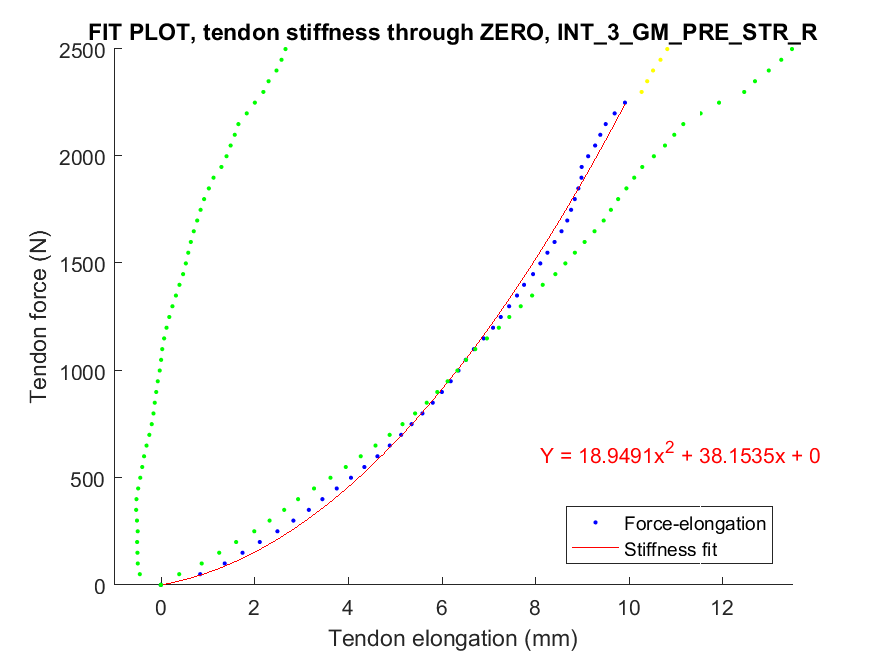 FIT PLOT, tendon stiffness through ZERO, INT_3_GM_PRE_STR_R
2500
2000
1500
1000
500
0
Tendon force (N)
Y = 18.9491x² + 38.1535x + 0
Force-elongation
Stiffness fit
0 2 4 6 8 10 12
Tendon elongation (mm)